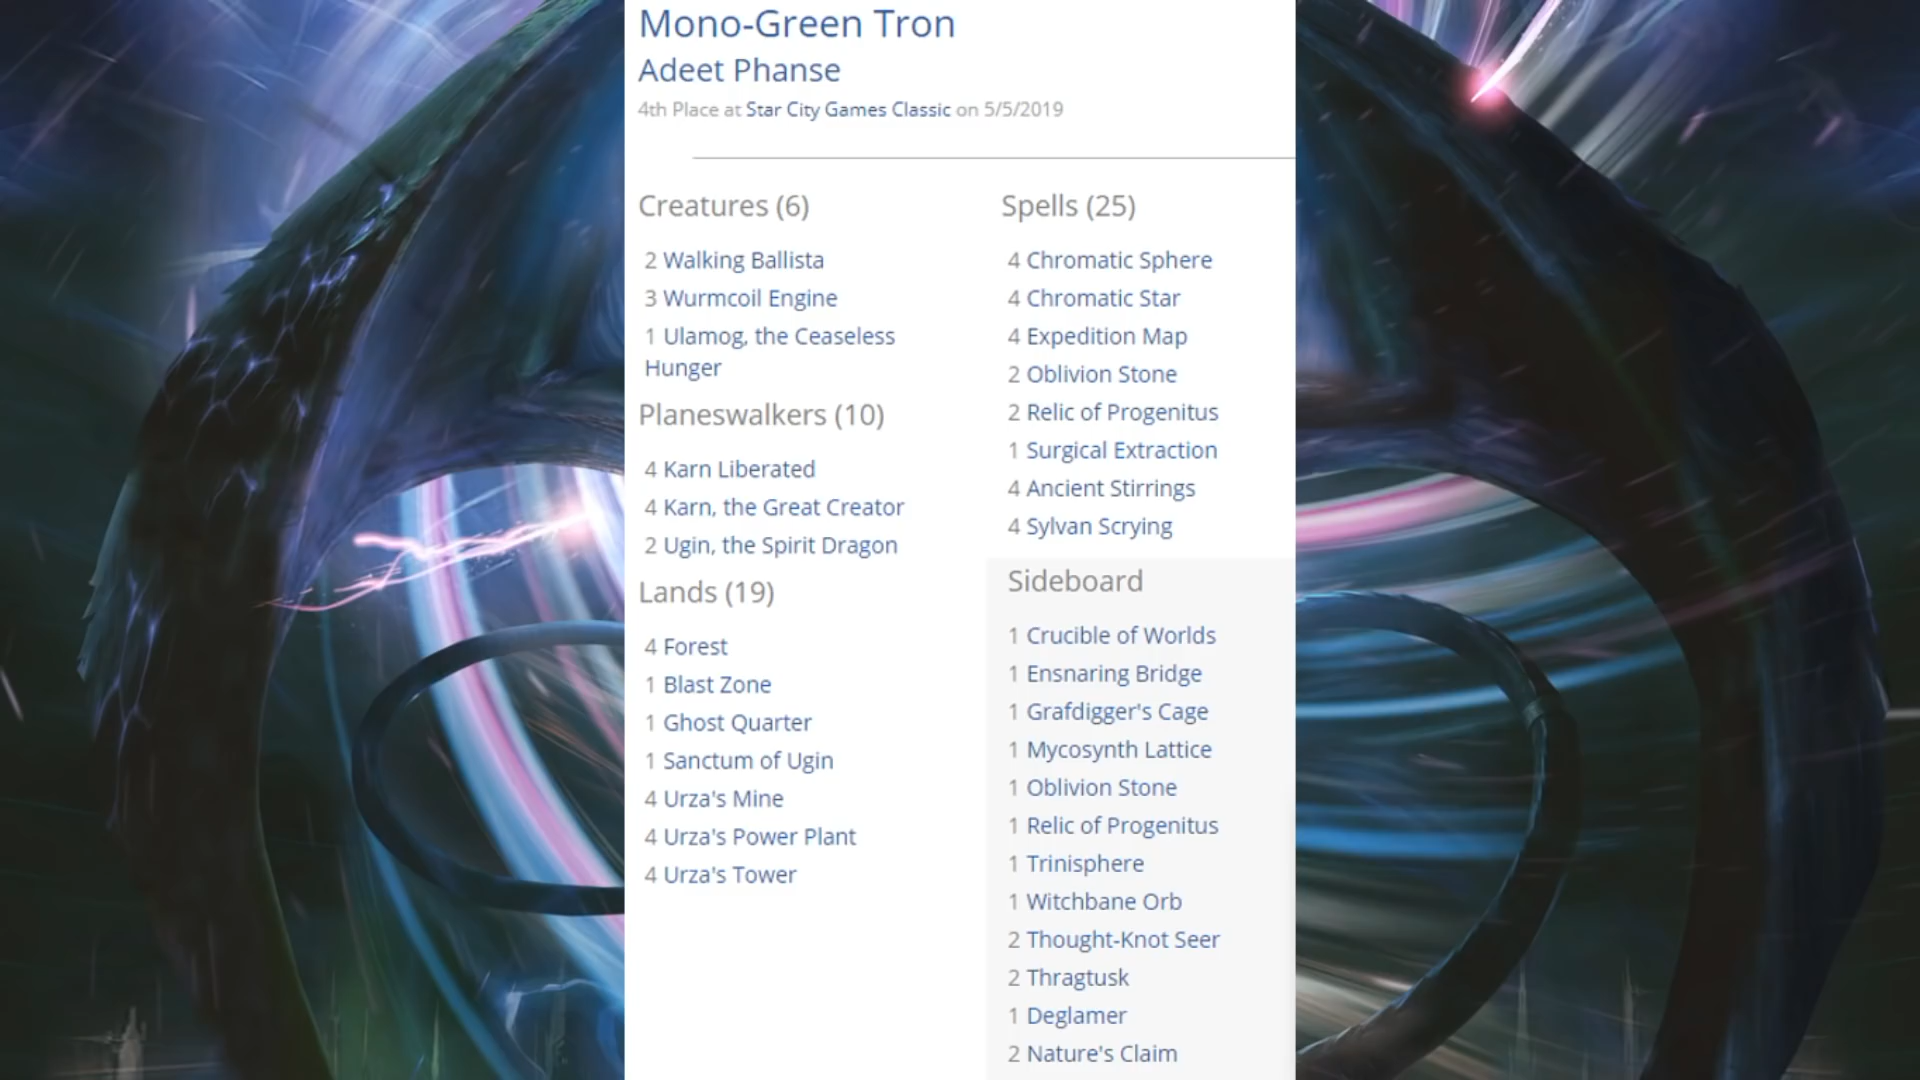 Mono-Green Tron
Adeet Phanse
4th Place at Star City Games Classic on 5/5/2019
Creatures (6)
2 Walking Ballista
3 Wurmcoil Engine
1 Ulamog, the Ceaseless
Hunger
Planeswalkers (10)
4 Karn Liberated
4 Karn, the Great Creator
2 Ugin, the Spirit Dragon
Lands (19)
4 Forest
1 Blast Zone
1 Ghost Quarter
1 Sanctum of Ugin
4 Urza's Mine
4 Urza's Power Plant
4 Urza's Tower
Spells (25)
4 Chromatic Sphere
4 Chromatic Star
4 Expedition Map
2 Oblivion Stone
2 Relic of Progenitus
1 Surgical Extraction
4 Ancient Stirrings
4 Sylvan Scrying
Sideboard
1 Crucible of Worlds
1 Ensnaring Bridge
1 Grafdigger's Cage
1 Mycosynth Lattice
1 Oblivion Stone
1 Relic of Progenitus
1 Trinisphere
1 Witchbane Orb
2 Thought-Knot Seer
2 Thragtusk
1 Deglamer
2 Nature's Claim